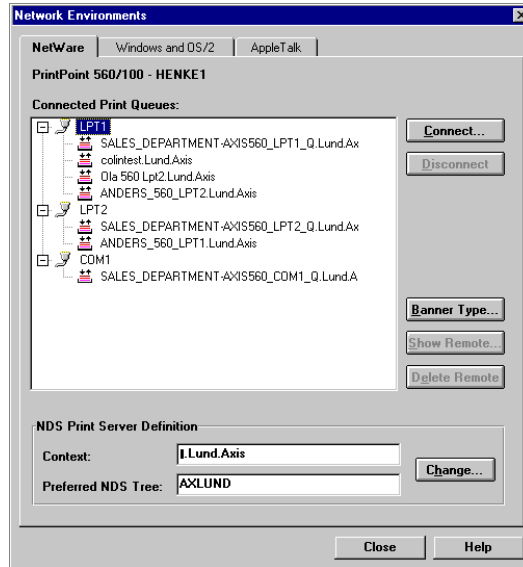 Network Environments
NetWare
Windows and OS/2
AppleTalk
PrintPoint 560/100 - HENKE1
Connected Print Queues:
LPT1
SALES_DEPARTMENT-AXIS560_LPT1_Q.Lund.Ax
colintest.Lund.Axis
Ola 560 Lpt2.Lund.Axis
ANDERS_560_LPT2.Lund.Axis
LPT2
SALES_DEPARTMENT-AXIS560_LPT2_Q.Lund.Ax
ANDERS_560_LPT1.Lund.Axis
COM1
SALES_DEPARTMENT-AXIS560_COM1_Q.Lund.A
Connect...
Disconnect
Banner Type...
Show Remote...
Delete Remote
NDS Print Server Definition
Context:
.Lund.Axis
Change...
Preferred NDS Tree:
AXLUND
Close
Help